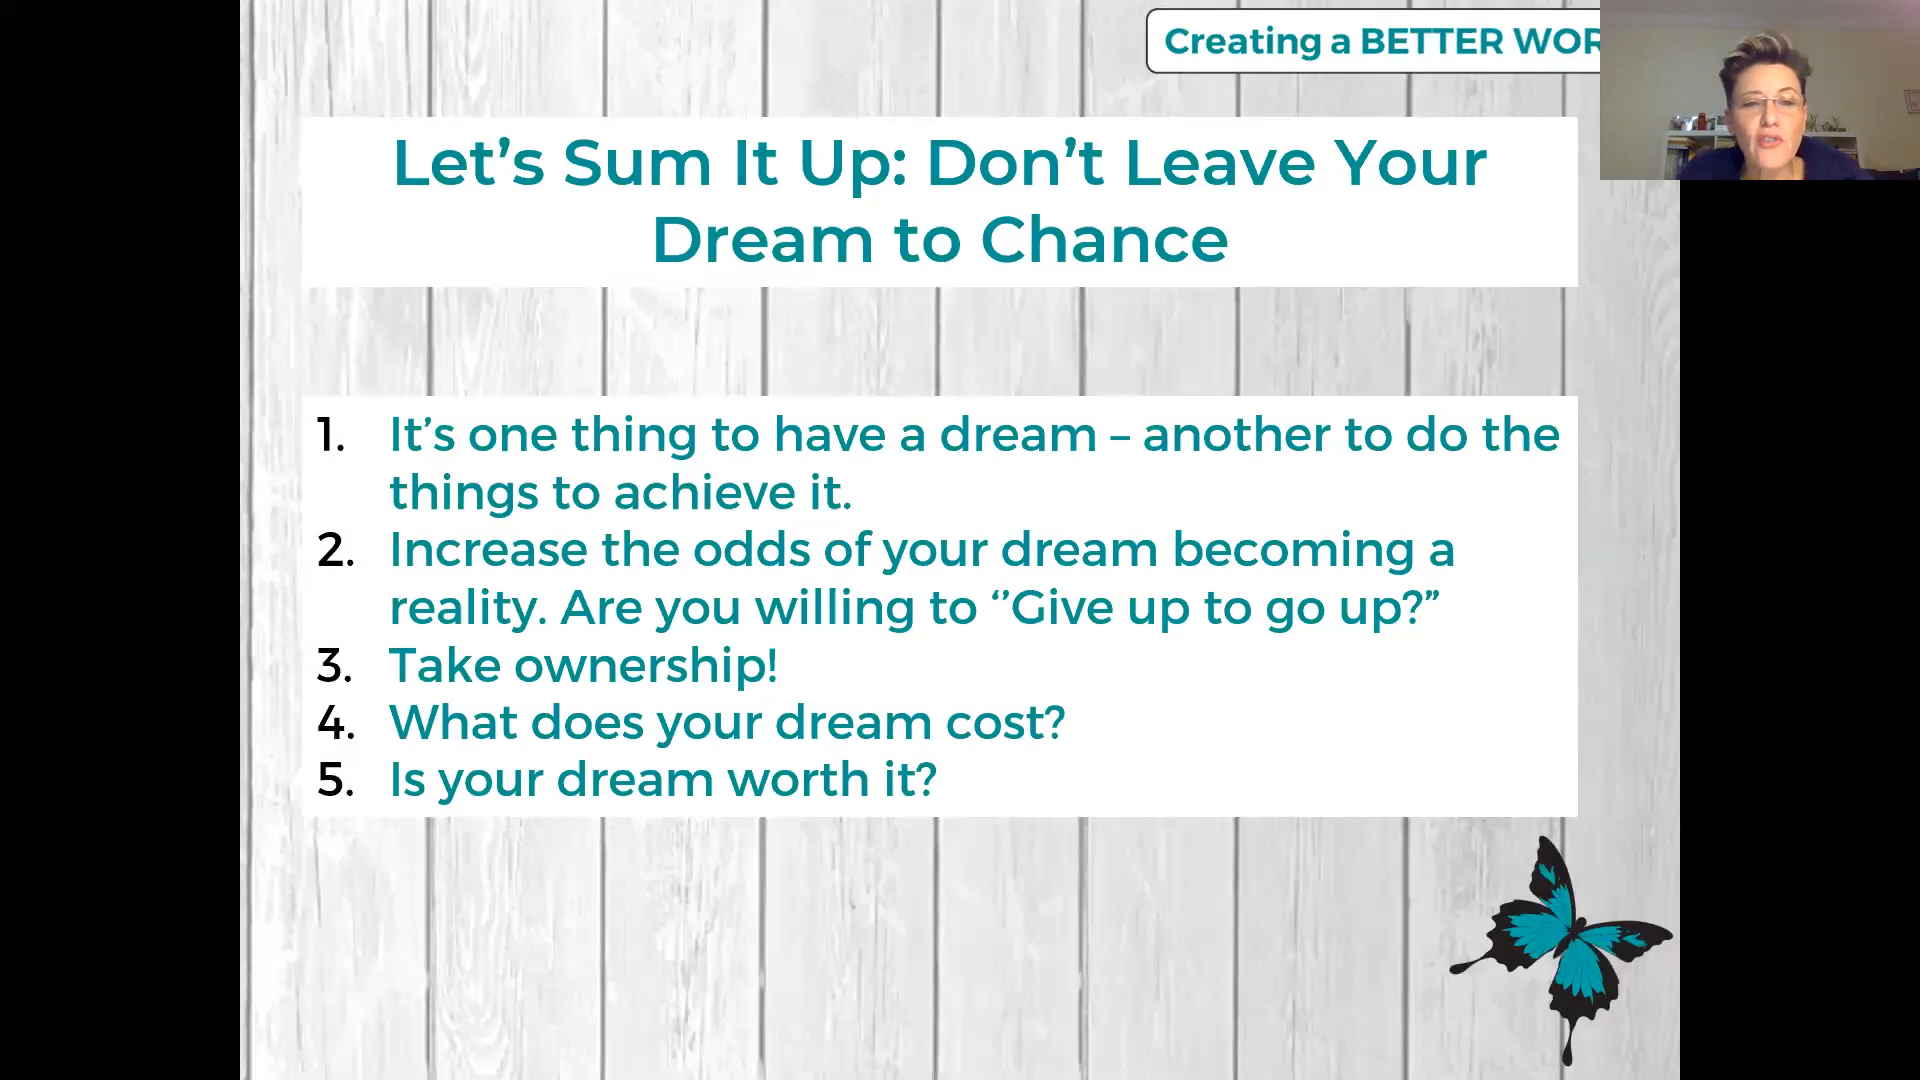 Creating a BETTER WOR
Let’s Sum It Up: Don’t Leave Your
Dream to Chance
1. It’s one thing to have a dream – another to do the
things to achieve it.
2. Increase the odds of your dream becoming a
reality. Are you willing to ‘’Give up to go up?”
3. Take ownership!
4. What does your dream cost?
5. Is your dream worth it?